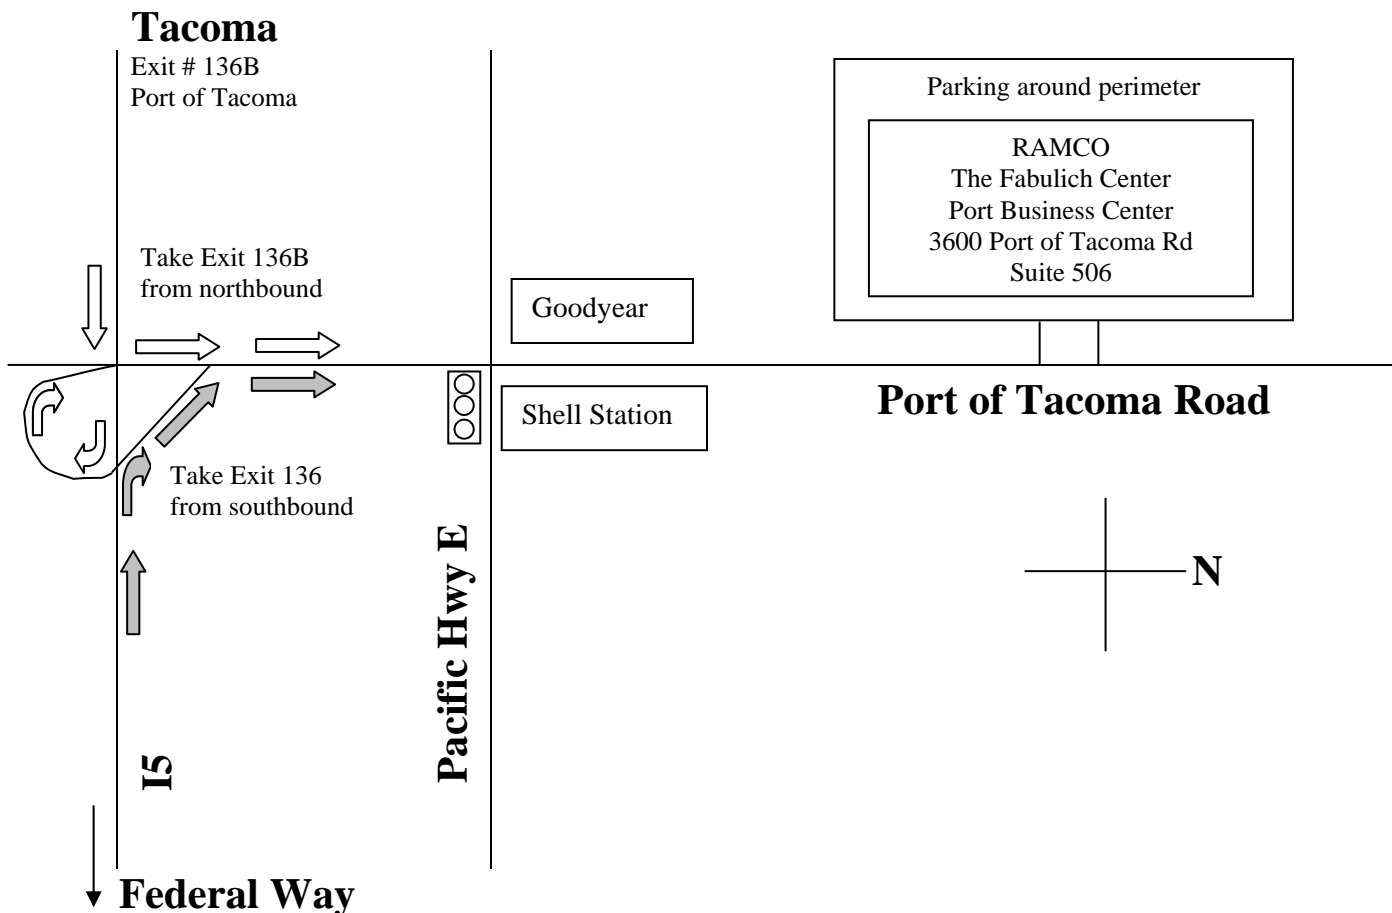 Tacoma
Exit # 136B
Port of Tacoma
Parking around perimeter
RAMCO
The Fabulich Center
Port Business Center
3600 Port of Tacoma Rd
Suite 506
Take Exit 136B
from northbound
Goodyear
Shell Station
Port of Tacoma Road
Take Exit 136
from southbound
Pacific Hwy E
N
I5
Federal Way